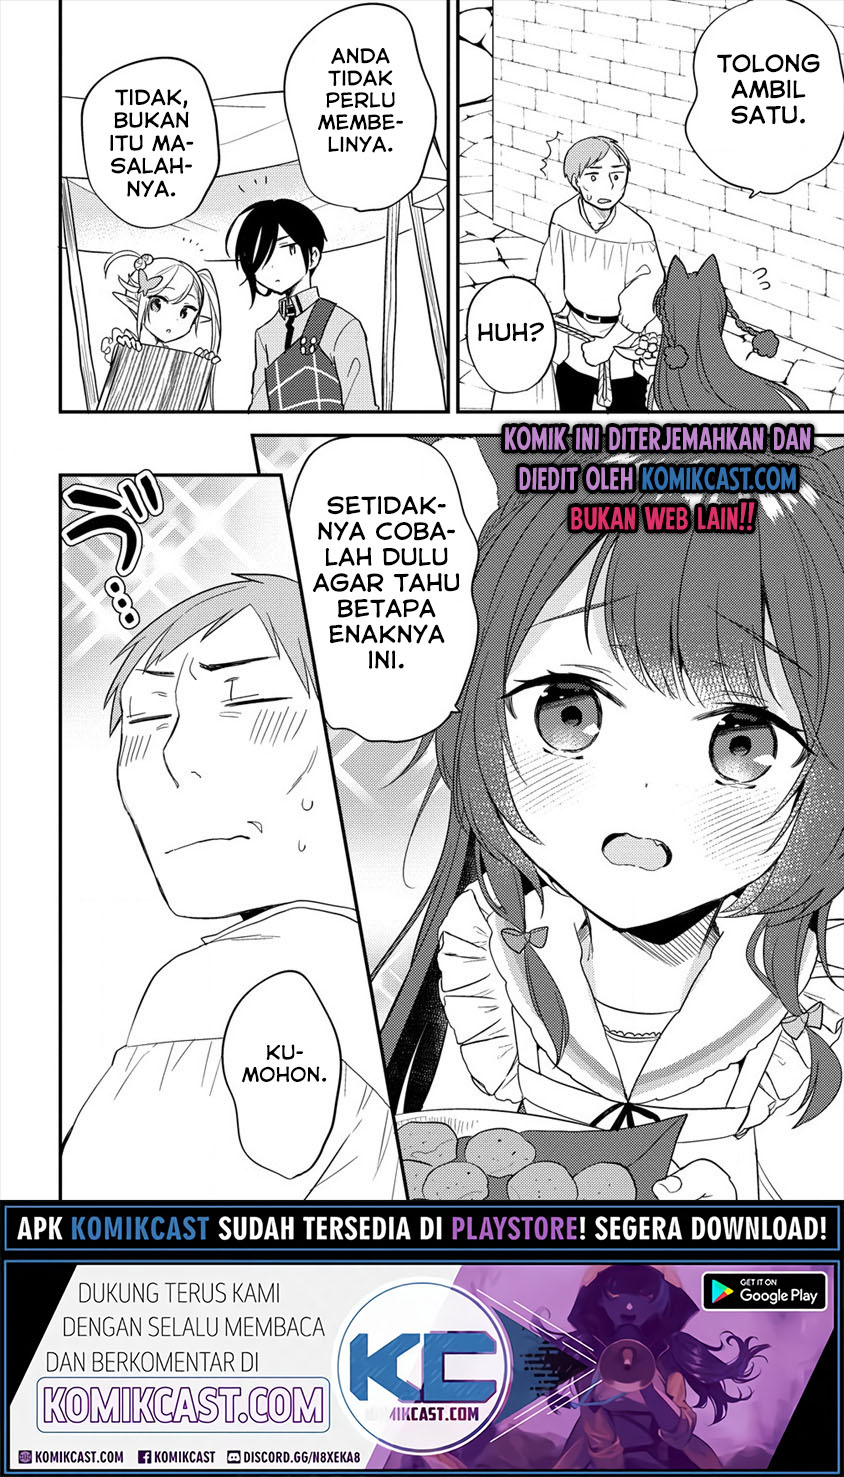 TOLONG
AMBIL
SATU.
HUH?
ANDA
TIDAK
PERLU
MEMBE-
LINYA.
TIDAK,
BUKAN
ITU MA-
SALAH-
NYA.
KOMIK INI DITERJEMAHKAN DAN
DIEDIT OLEH KOMIKCAST.COM
BUKAN WEB LAIN!!
SETIDAK-
NYA COBA-
LAH DULU
AGAR TAHU
BETAPA
ENAKNYA
INI.
うぅ…
KU-
MOHON.
APK KOMIKCAST SUDAH TERSEDIA DI PLAYSTORE! SEGERA DOWNLOAD!
DUKUNG TERUS KAMI
DENGAN SELALU MEMBACA
DAN BERKOMENTAR DI
KOMIKCAST.COM
KOMIKCAST.COM KOMIKCAST DISCORD.GG/N8XEKA8
KC
KOMIKCAST.COM
GET IT ON
Google Play